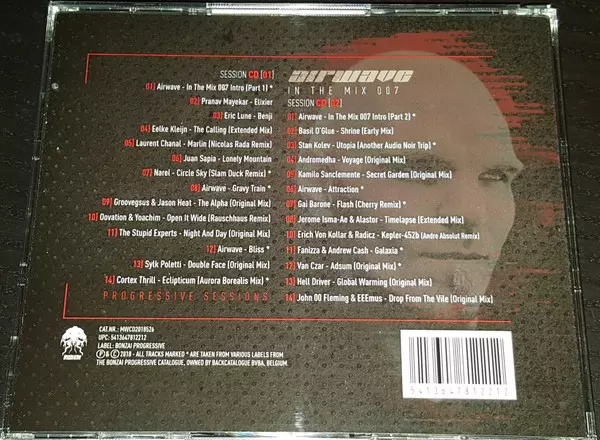 SESSION CD [01]
01) Airwave - In The Mix 007 Intro (Part 1) *
02) Pranav Mayekar - Elixier
03) Eric Lune - Benji
04) Eelke Kleijn - The Calling (Extended Mix)
05) Laurent Chanal - Marlin (Nicolas Rada Remix)
06) Juan Sapia - Lonely Mountain
07) Narel - Circle Sky (Slam Duck Remix) *
08) Airwave - Gravy Train *
09) Groovegsus & Jason Heat - The Alpha (Original Mix)
10) Oovation & Yoachim - Open It Wide (Rauschhaus Remix)
11) The Stupid Experts - Night And Day (Original Mix)
12) Airwave - Bliss *
13) Sylk Poletti - Double Face (Original Mix)
14) Cortex Thrill - Eclipticum (Aurora Borealis Mix) *
PROGRESSIVE SESSIONS
airwave
IN THE MIX 007
SESSION CD [02]
01) Airwave - In The Mix 007 Intro (Part 2) *
02) Basil O'Glue - Shrine (Early Mix)
03) Stan Kolev - Utopia (Another Audio Noir Trip) *
04) Andromedha - Voyage (Original Mix)
05) Kamilo Sanclemente - Secret Garden (Original Mix)
06) Airwave - Attraction *
07) Gai Barone - Flash (Cherry Remix)
08) Jerome Isma-Ae & Alastor - Timelapse (Extended Mix)
09) Erich Von Kollar & Radicz - Kepler-452b (Andre Absolut Remix)
11) Fanizza & Andrew Cash - Galaxia *
12) Van Czar - Adsum (Original Mix) *
13) Hell Driver - Global Warming (Original Mix)
14) John 00 Fleming & EEEmus - Drop From The Vile (Original Mix)
CAT.NR.: MWCD2018526
UPC: 5413647812212
LABEL: BONZAI PROGRESSIVE
Ⓟ & © 2018 - ALL TRACKS MARKED * ARE TAKEN FROM VARIOUS LABELS FROM
THE BONZAI PROGRESSIVE CATALOGUE, OWNED BY BACKCATALOGUE BVBA, BELGIUM.
5413647812212